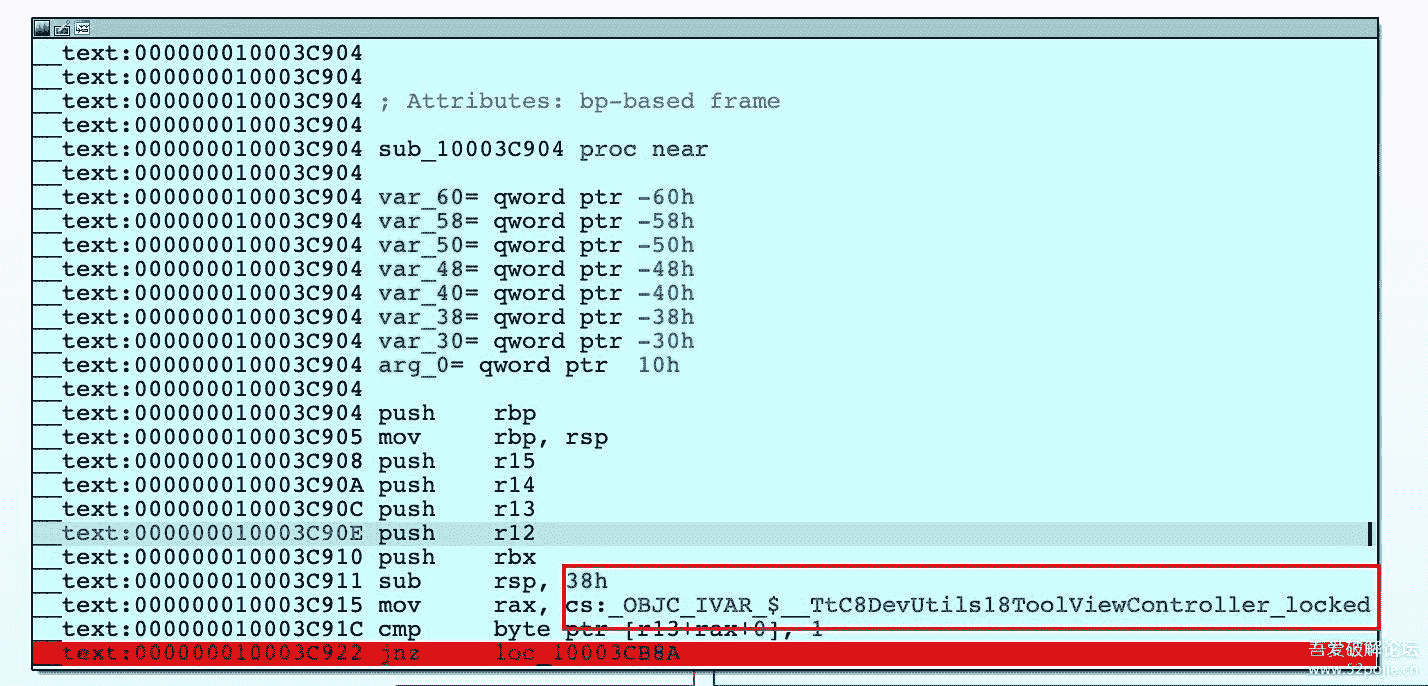 __text:000000010003C904
__text:000000010003C904
__text:000000010003C904 ; Attributes: bp-based frame
__text:000000010003C904
__text:000000010003C904 sub_10003C904 proc near
__text:000000010003C904
__text:000000010003C904 var_60= qword ptr -60h
__text:000000010003C904 var_58= qword ptr -58h
__text:000000010003C904 var_50= qword ptr -50h
__text:000000010003C904 var_48= qword ptr -48h
__text:000000010003C904 var_40= qword ptr -40h
__text:000000010003C904 var_38= qword ptr -38h
__text:000000010003C904 var_30= qword ptr -30h
__text:000000010003C904 arg_0= qword ptr  10h
__text:000000010003C904
__text:000000010003C904 push    rbp
__text:000000010003C905 mov     rbp, rsp
__text:000000010003C908 push    r15
__text:000000010003C90A push    r14
__text:000000010003C90C push    r13
__text:000000010003C90E push    r12
__text:000000010003C910 push    rbx
__text:000000010003C911 sub     rsp, 38h
__text:000000010003C915 mov     rax, cs:_OBJC_IVAR_$__TtC8DevUtils18ToolViewController_locked
__text:000000010003C91C cmp     byte ptr [r13+rax+0], 1
__text:000000010003C922 jnz     loc_10003CB8A
吾爱破解论坛
www.52pojie.cn